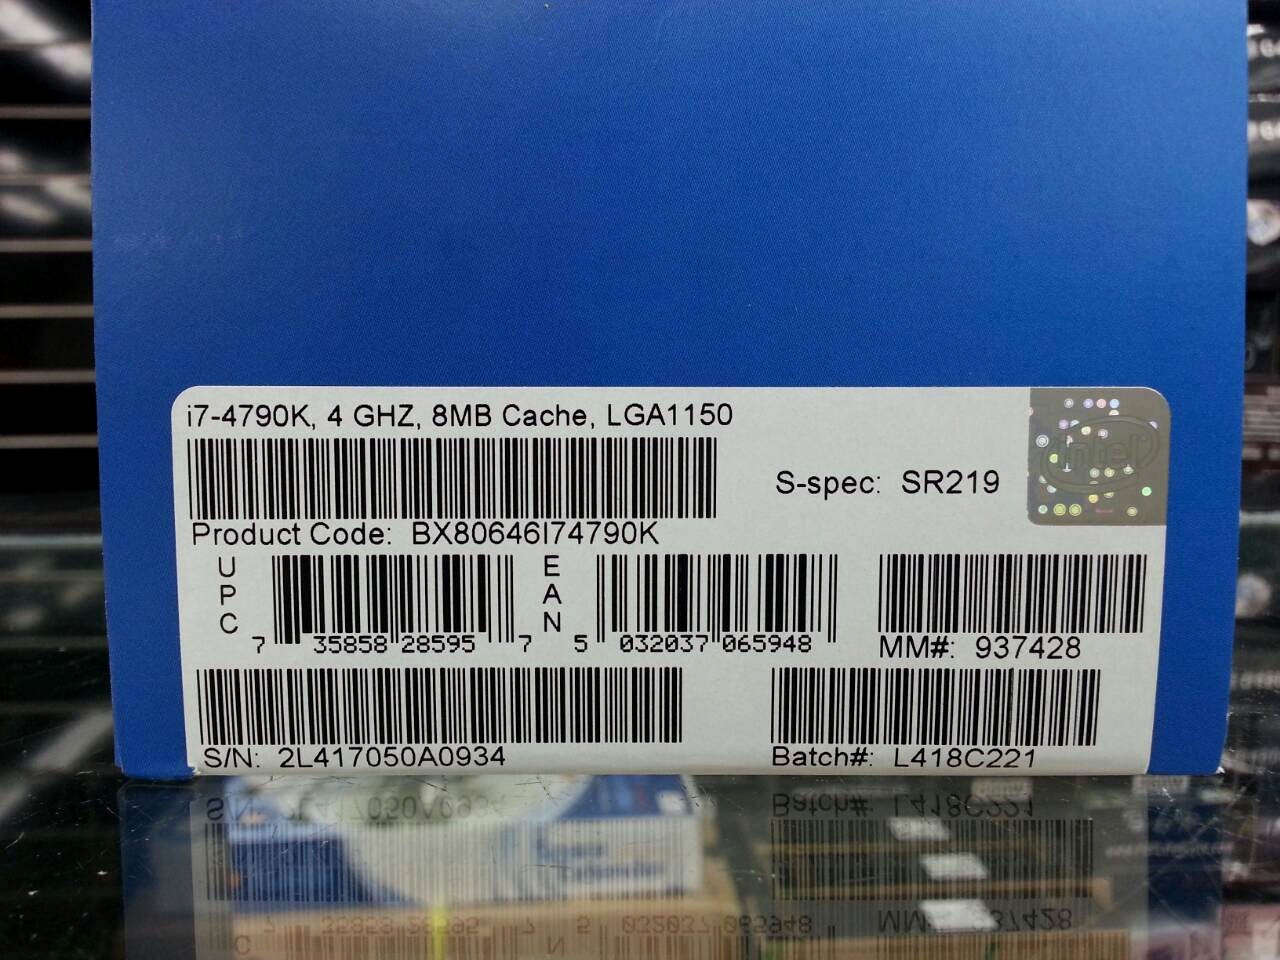 i7-4790K, 4 GHZ, 8MB Cache, LGA1150
intel
S-spec: SR219
Product Code: BX80646I74790K
UPC
7 35858 28595 7
EAN
5 032037 065948
MM#: 937428
S/N: 2L417050A0934
Batch#: L418C221